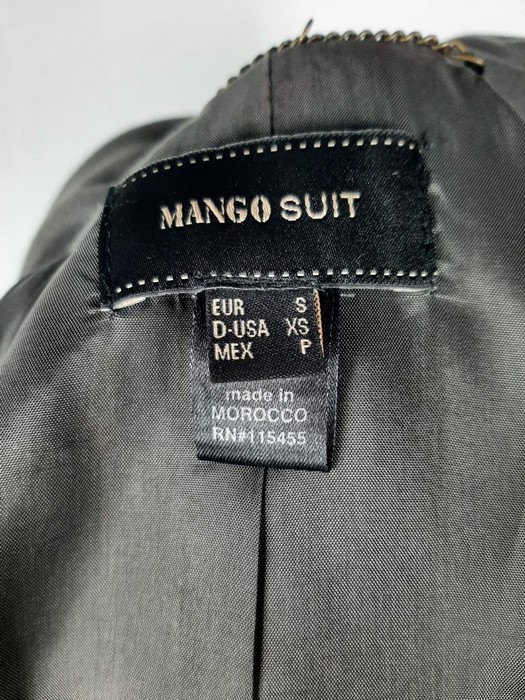 MANGO SUIT
EUR S
D-USA XS
MEX P
made in
MOROCCO
RN#115455